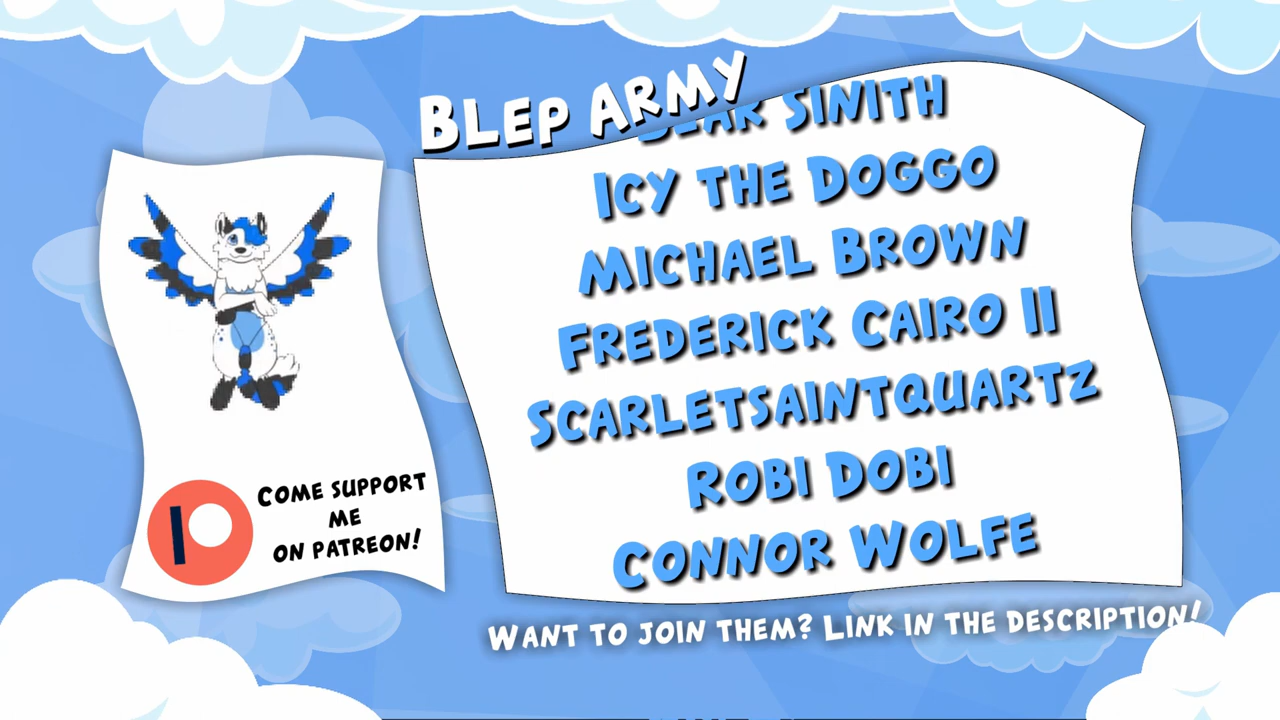 Blep Army
Sinith
Icy the Doggo
Michael Brown
Frederick Cairo II
Scarletsaintquartz
Robi Dobi
Connor Wolfe
Come support
me
on Patreon!
Want to join them? Link in the description!